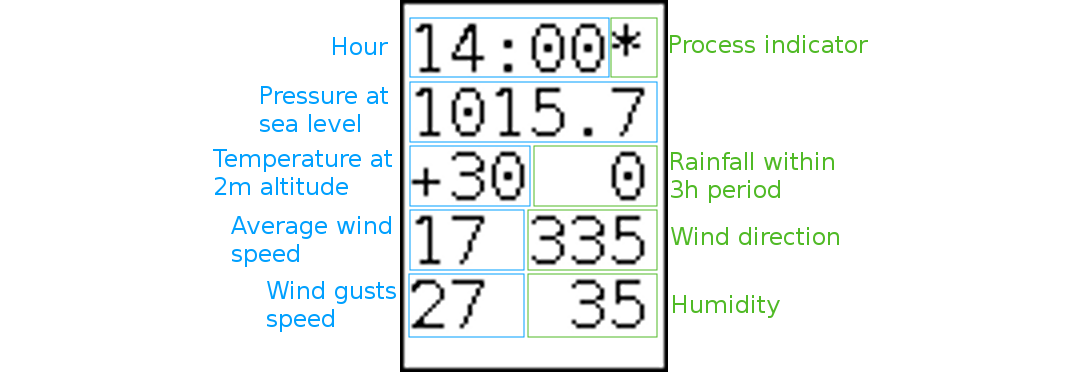 Hour
14:00*
Process indicator
Pressure at
sea level
1015.7
Temperature at
2m altitude
+30 0
Rainfall within
3h period
Average wind
speed
17 335
Wind direction
Wind gusts
speed
27 35
Humidity